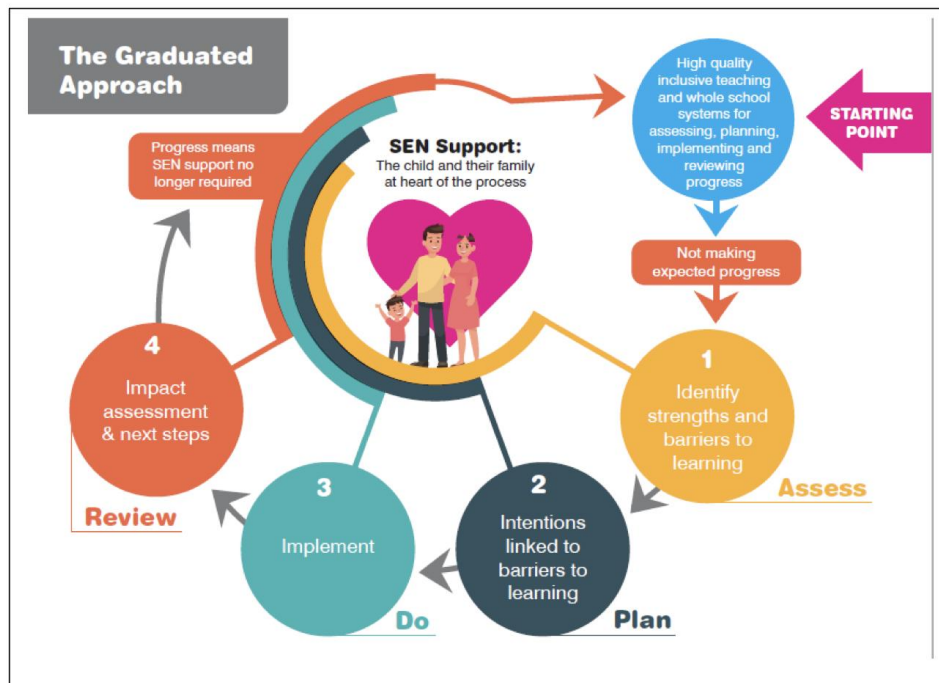 The Graduated
Approach
High quality
inclusive teaching
and whole school
systems for
assessing, planning,
implementing and
reviewing
progress
STARTING
POINT
Progress means
SEN support no
longer required
SEN Support:
The child and their family
at heart of the process
Not making
expected progress
1
Identify
strengths and
barriers to
learning
Assess
2
Intentions
linked to
barriers to
learning
Plan
3
Implement
Do
4
Impact
assessment
& next steps
Review